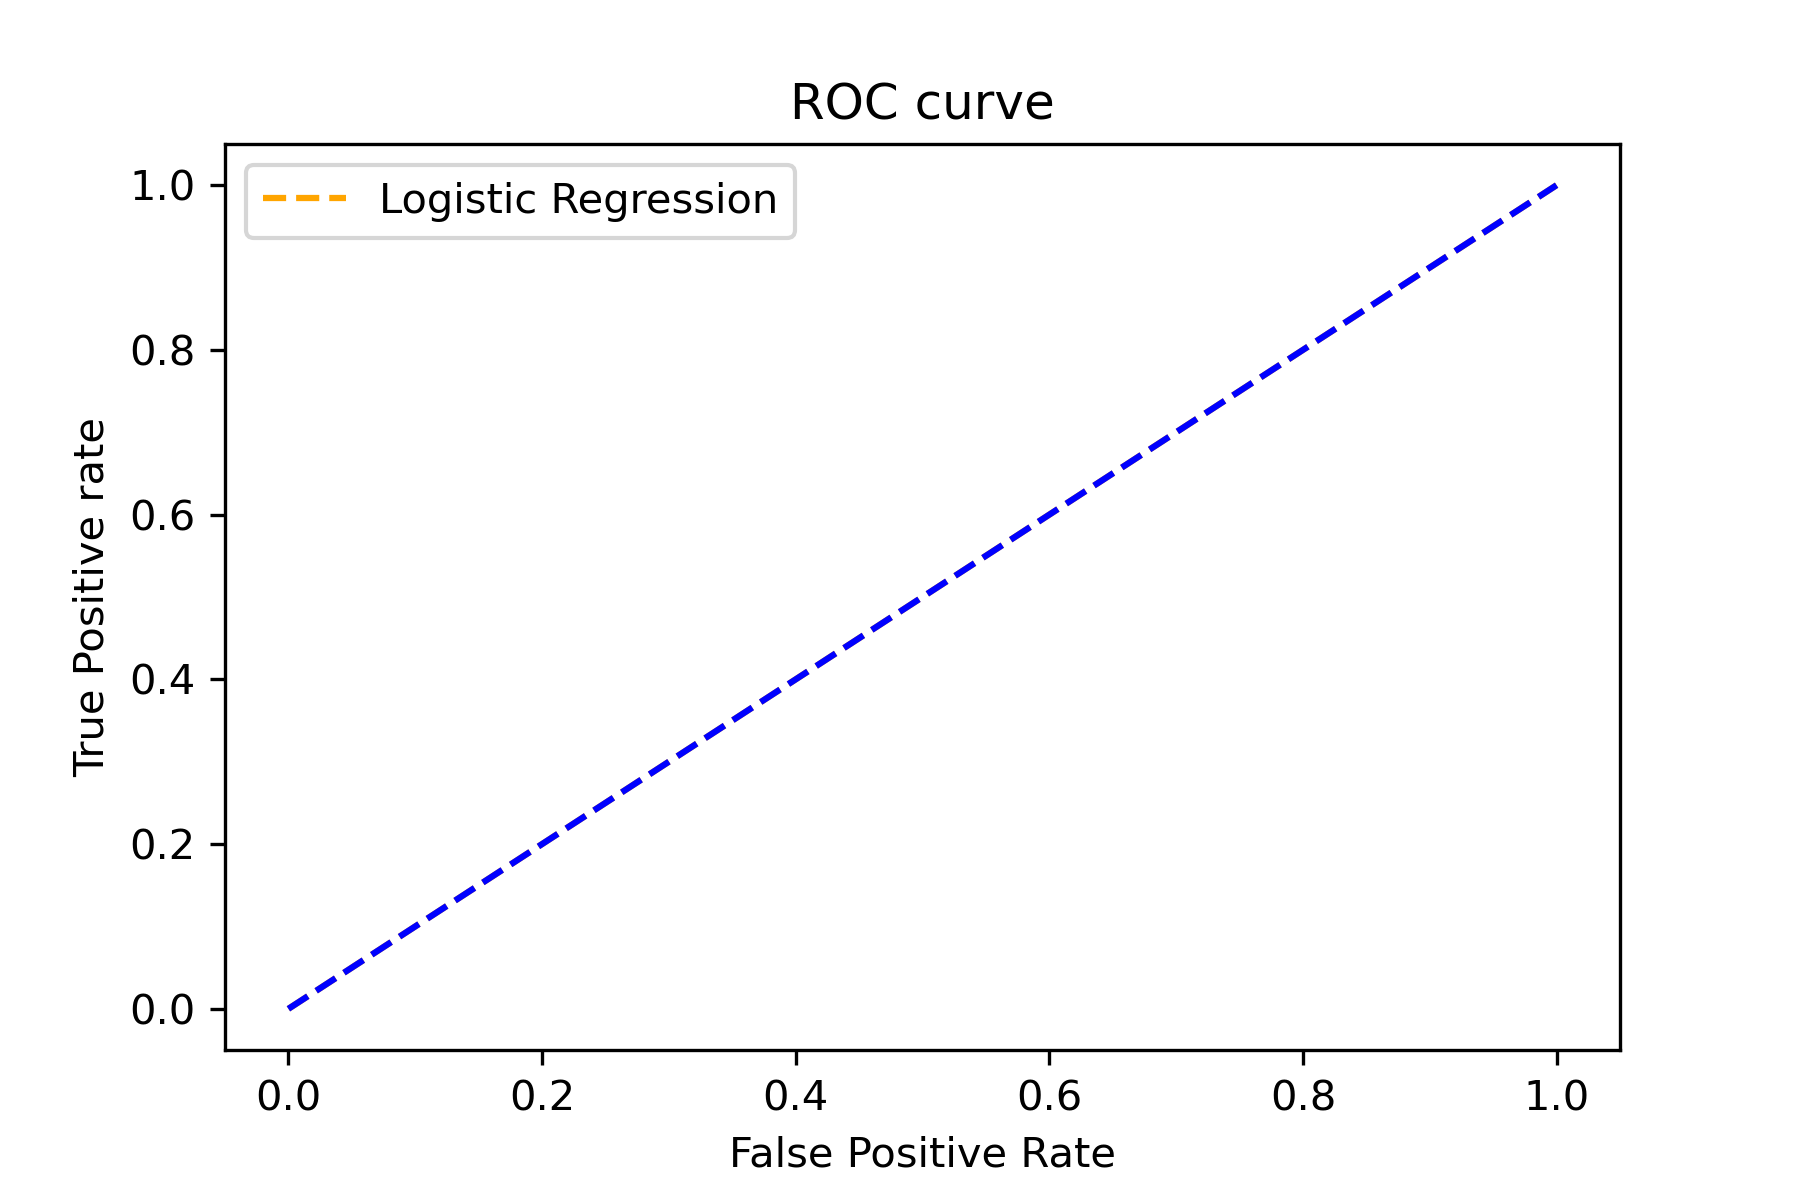 ROC curve
Logistic Regression
1.0
0.8
0.6
0.4
0.2
0.0
True Positive rate
0.0 0.2 0.4 0.6 0.8 1.0
False Positive Rate